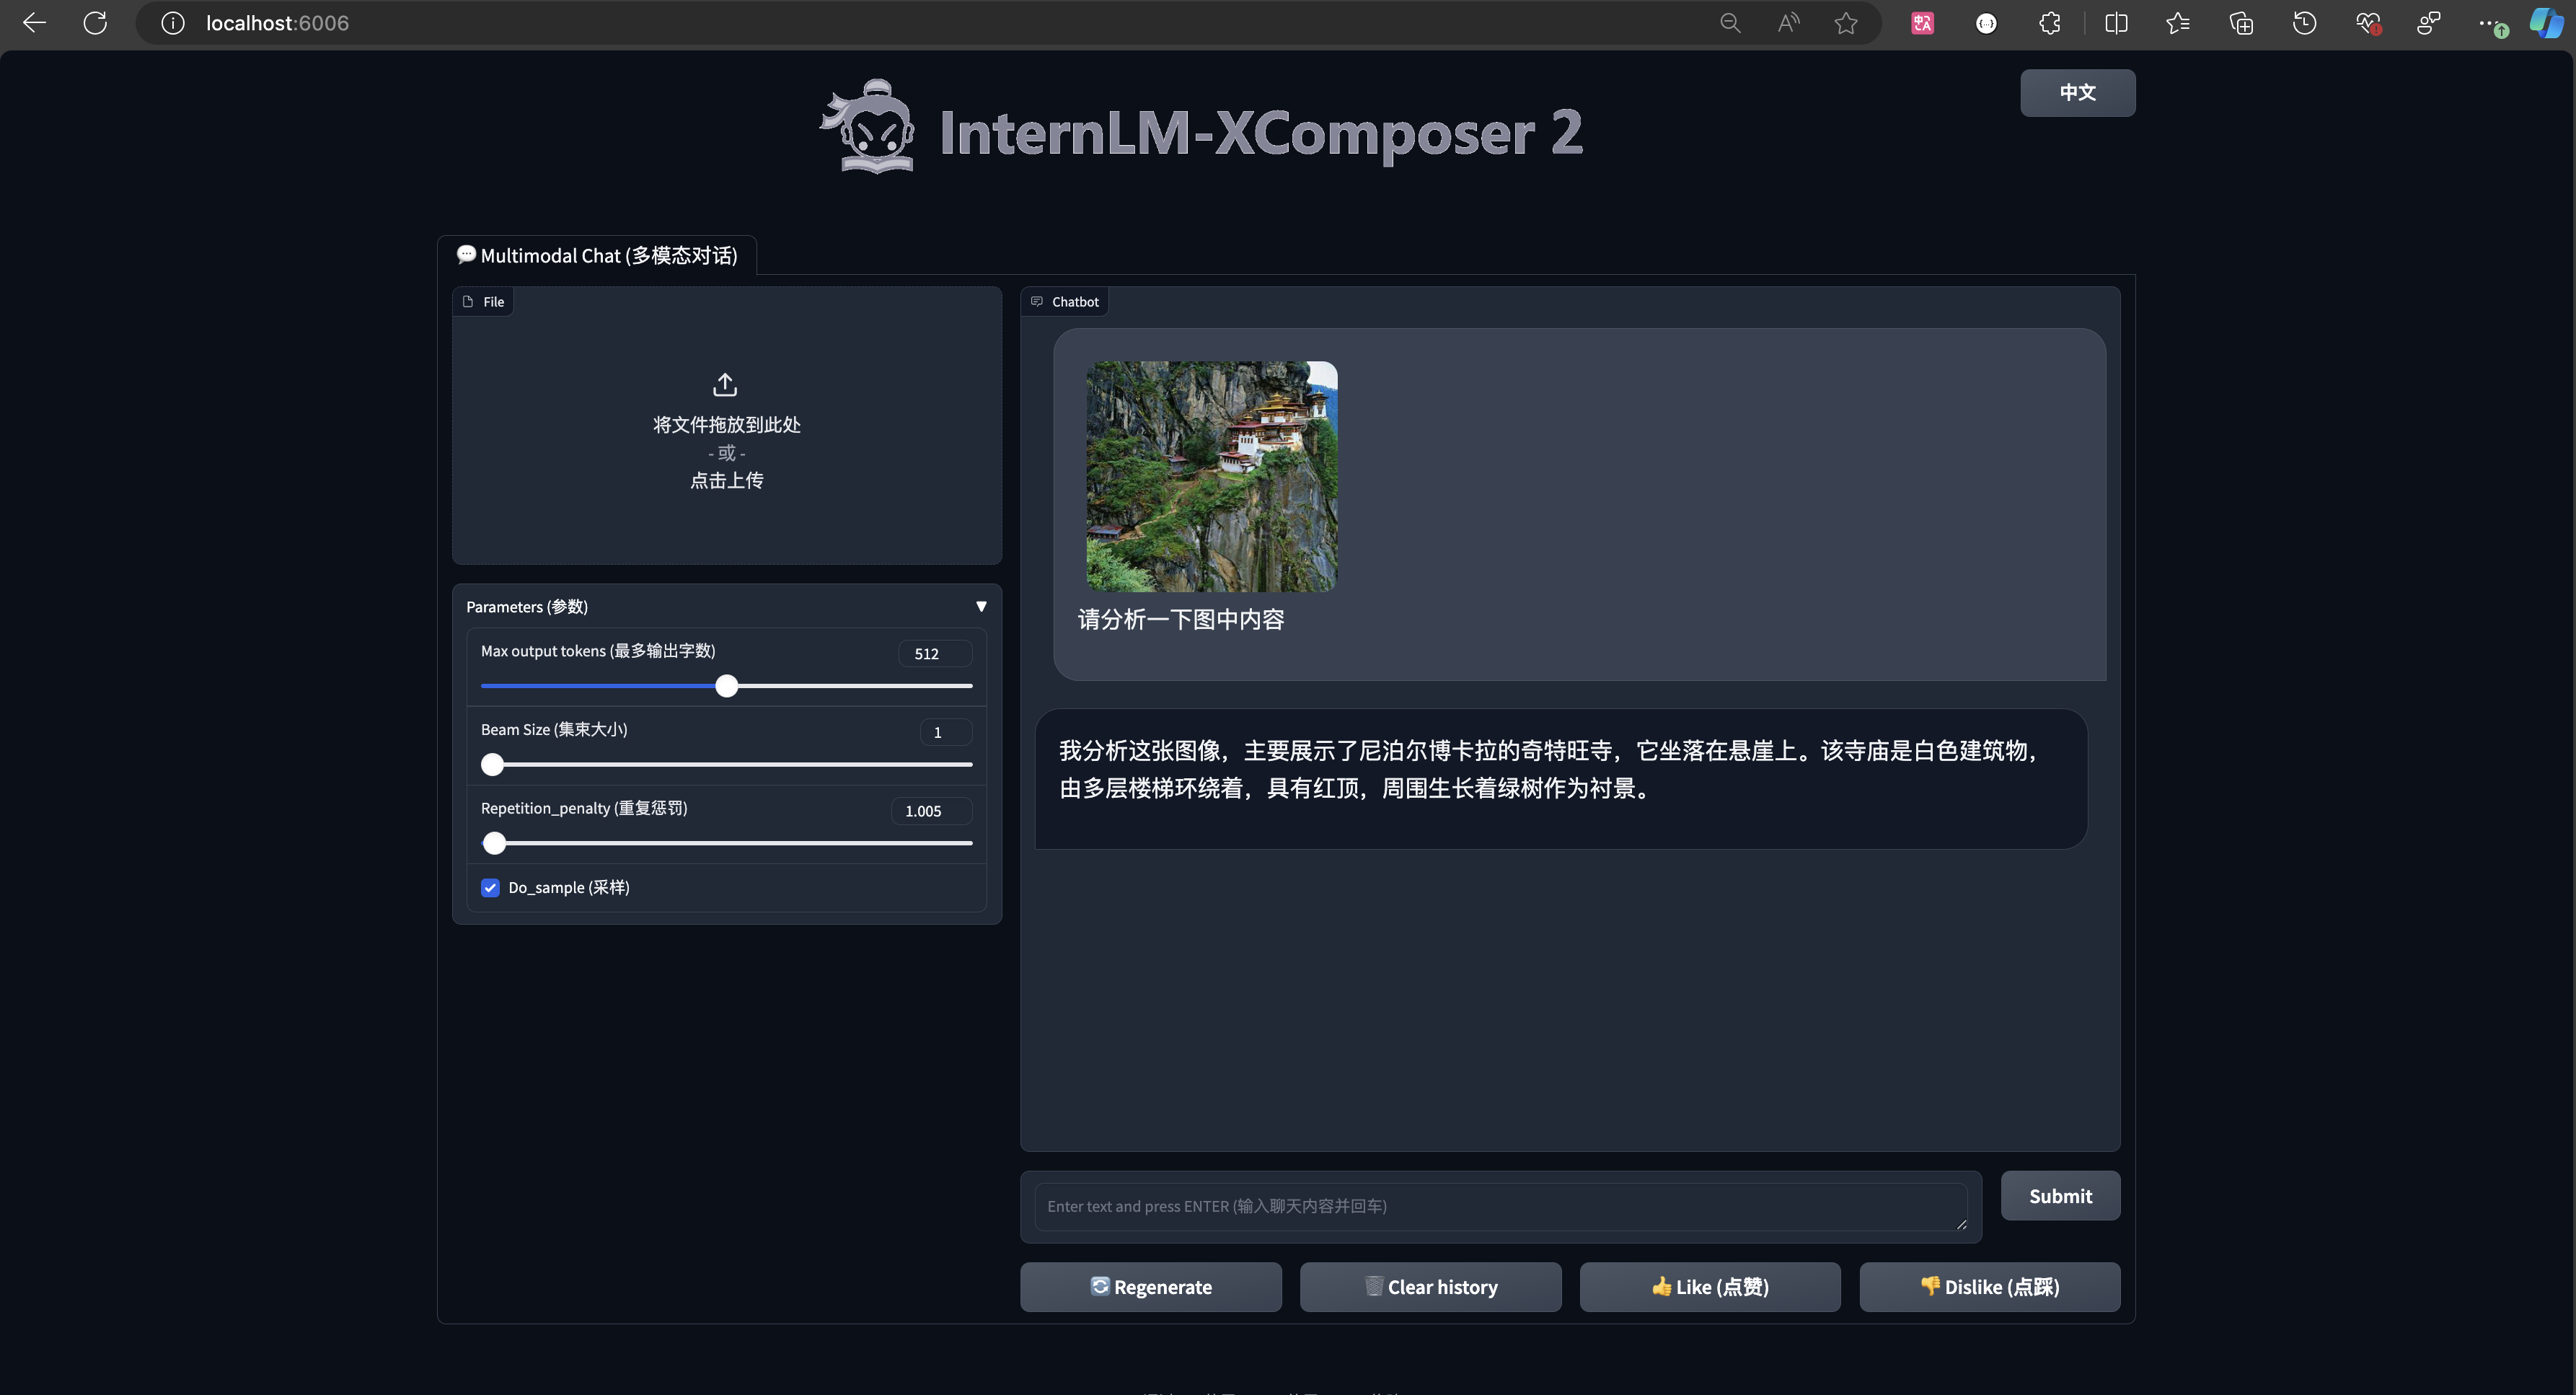 localhost:6006
InternLM-XComposer 2
中文
Multimodal Chat (多模态对话)
File
将文件拖放到此处
- 或 -
点击上传
Parameters (参数)
Max output tokens (最多输出字数)
512
Beam Size (集束大小)
1
Repetition_penalty (重复惩罚)
1.005
Do_sample (采样)
Chatbot
请分析一下图中内容
我分析这张图像，主要展示了尼泊尔博卡拉的奇特旺寺，它坐落在悬崖上。该寺庙是白色建筑物，
由多层楼梯环绕着，具有红顶，周围生长着绿树作为衬景。
Enter text and press ENTER (输入聊天内容并回车)
Submit
Regenerate
Clear history
Like (点赞)
Dislike (点踩)